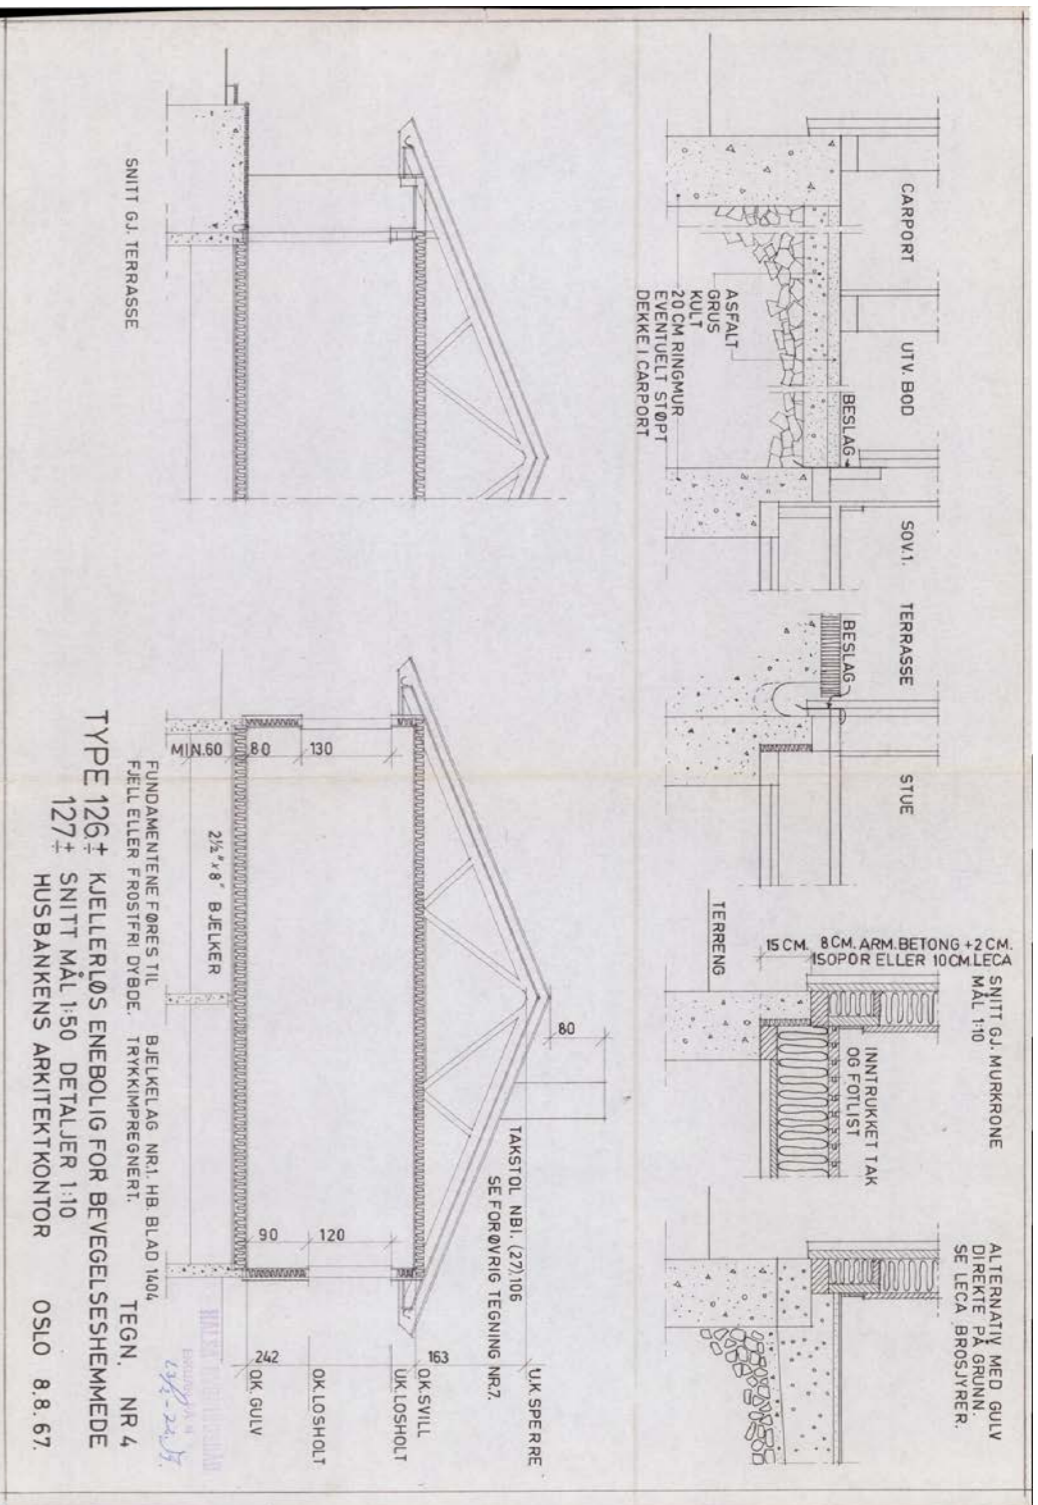 CARPORT
UTV. BOD
BESLAG
SOV.1.
TERRASSE
BESLAG
STUE
ASFALT
GRUS
KULT
20 CM RINGMUR
EVENTUELT STØPT
DEKKE I CARPORT
SNITT GJ. MURKRONE
MÅL 1:10
15 CM.
8 CM. ARM. BETONG + 2 CM.
ISOPOR ELLER 10CM LECA
TERRENG
INNTRUKKET TAK
OG FOTLIST
ALTERNATIV MED GULV
DIREKTE PÅ GRUNN.
SE LECA BROSJYRER.
SNITT GJ. TERRASSE
80
TAKSTOL NBI. (27)106
SE FORØVRIG TEGNING NR.7.
U.K SPERRE
163
O.K.SVILL
U.K.LOSHOLT
O.K.LOSHOLT
242
O.K. GULV
MIN.60
80
130
90
120
2½"x8" BJELKER
FUNDAMENTENE FØRES TIL
FJELL ELLER FROSTFRI DYBDE.
BJELKELAG NR.1. HB. BLAD 1404
TRYKKIMPREGNERT.
TYPE 126± KJELLERLØS ENEBOLIG FOR BEVEGELSESHEMMEDE
127± SNITT MÅL 1:50 DETALJER 1:10
HUSBANKENS ARKITEKTKONTOR
TEGN. NR 4
OSLO 8.8.67.